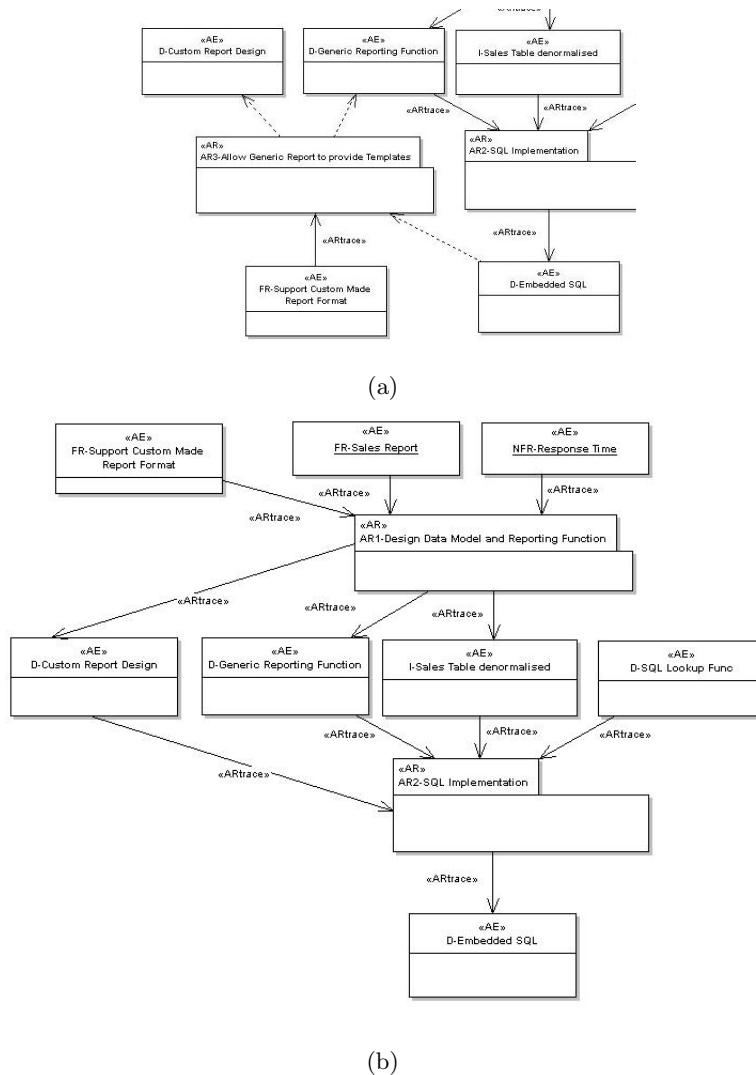 «ARtrace»
«AE»
D-Custom Report Design
«AE»
D-Generic Reporting Function
«AE»
I-Sales Table denormalised
«ARtrace»
«ARtrace»
«AR»
AR3-Allow Generic Report to provide Templates
«AR»
AR2-SQL Implementation
«ARtrace»
«ARtrace»
«AE»
FR-Support Custom Made
Report Format
«AE»
D-Embedded SQL
(a)
«AE»
FR-Support Custom Made
Report Format
«AE»
FR-Sales Report
«AE»
NFR-Response Time
«ARtrace»
«ARtrace»
«ARtrace»
«AR»
AR1-Design Data Model and Reporting Function
«ARtrace»
«ARtrace»
«ARtrace»
«AE»
D-Custom Report Design
«AE»
D-Generic Reporting Function
«AE»
I-Sales Table denormalised
«AE»
D-SQL Lookup Func
«ARtrace»
«ARtrace»
«ARtrace»
«ARtrace»
«AR»
AR2-SQL Implementation
«ARtrace»
«AE»
D-Embedded SQL
(b)